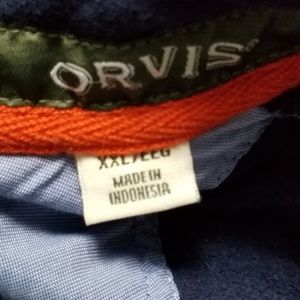 ORVIS
XXL/EEG
MADE IN
INDONESIA